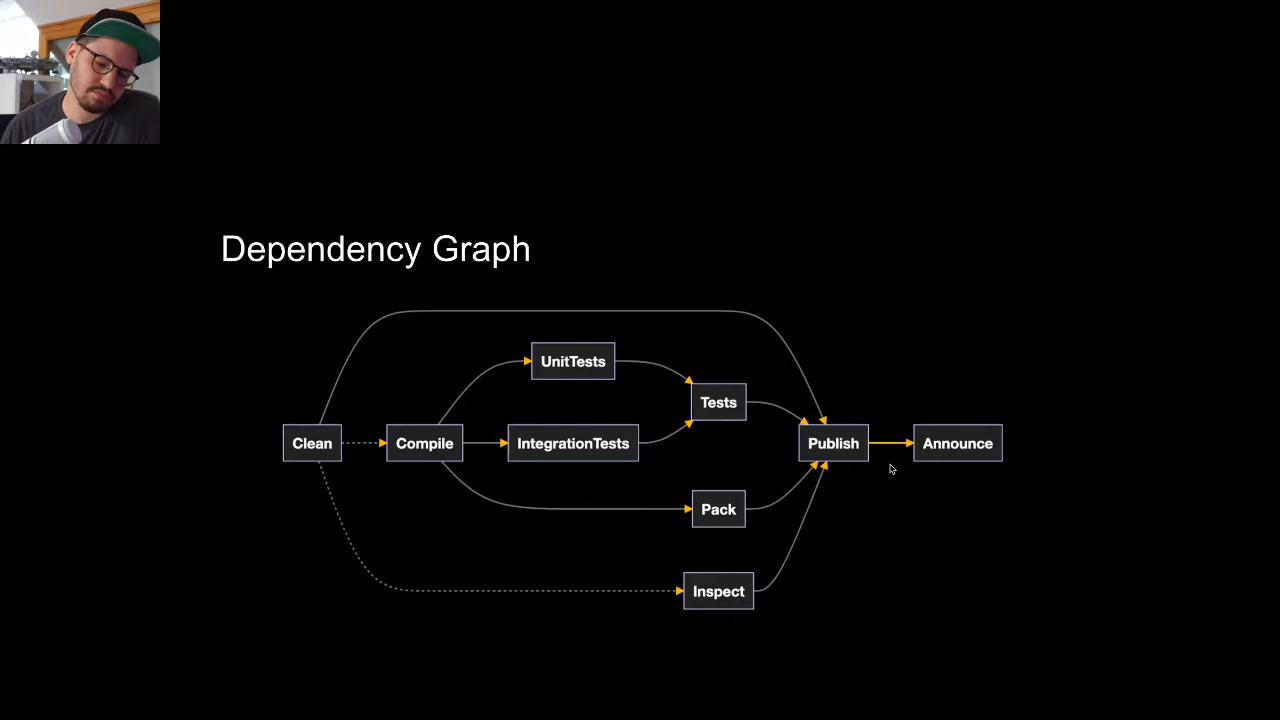 Dependency Graph
UnitTests
Tests
Clean
Compile
IntegrationTests
Publish
Announce
Pack
Inspect